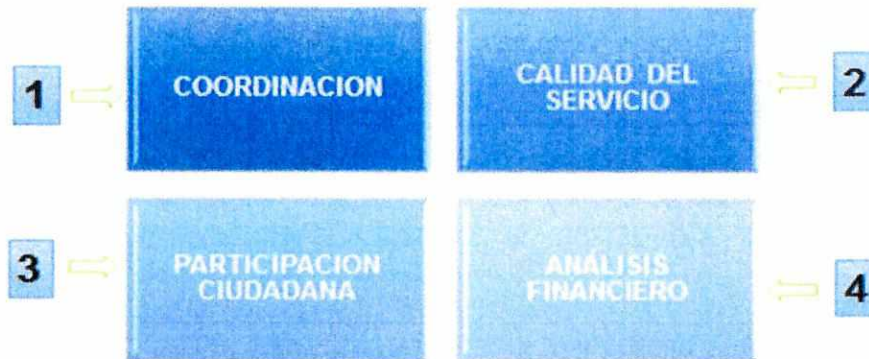 1
COORDINACION
CALIDAD DEL
SERVICIO
2
3
PARTICIPACION
CIUDADANA
ANÁLISIS
FINANCIERO
4